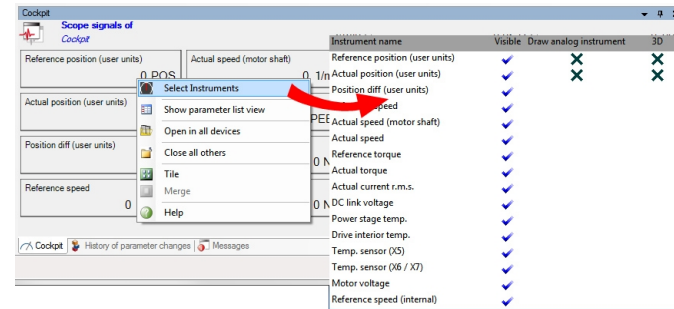 Cockpit
Scope signals of
Cockpit
Reference position (user units)
0 POS
Actual speed (motor shaft)
0, 1/m
Actual position (user units)
Position diff (user units)
0 N
Reference speed
0
0 N
Select Instruments
Show parameter list view
Open in all devices
Close all others
Tile
Merge
Help
Cockpit
History of parameter changes
Messages
Instrument name Visible Draw analog instrument 3D
Reference position (user units)
Actual position (user units)
Position diff (user units)
speed
Actual speed (motor shaft)
Actual speed
Reference torque
Actual torque
Actual current r.m.s.
DC link voltage
Power stage temp.
Drive interior temp.
Temp. sensor (X5)
Temp. sensor (X6 / X7)
Motor voltage
Reference speed (internal)